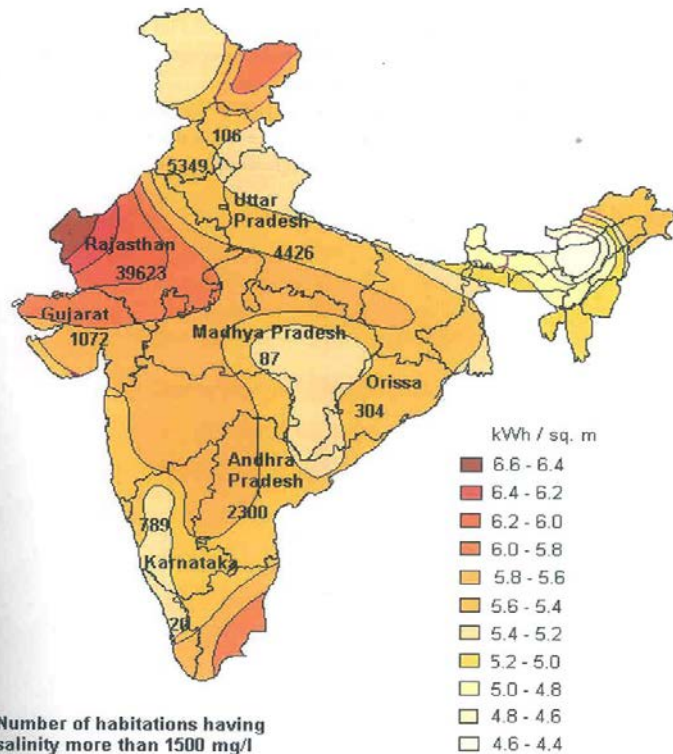 106
5349
Uttar
Pradesh
Rajasthan
4426
39623
Gujarat
1072
Madhya Pradesh
87
Orissa
304
Andhra
Pradesh
2300
789
Karnataka
20
kWh / sq. m
6.6 - 6.4
6.4 - 6.2
6.2 - 6.0
6.0 - 5.8
5.8 - 5.6
5.6 - 5.4
5.4 - 5.2
5.2 - 5.0
5.0 - 4.8
4.8 - 4.6
4.6 - 4.4
Number of habitations having
salinity more than 1500 mg/l